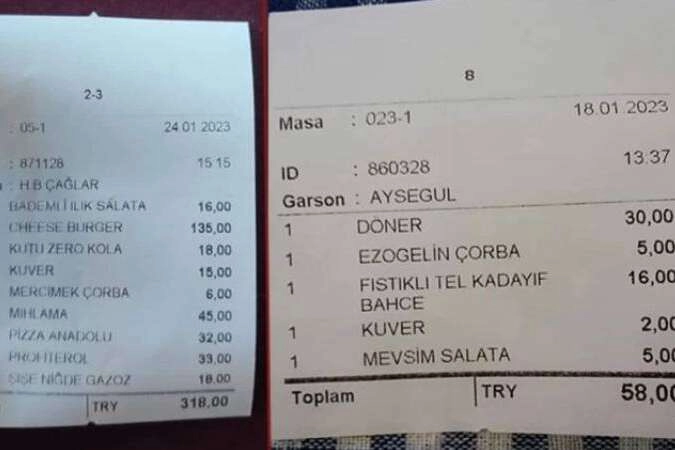 2-3
: 05-1 24.01.2023
: 871128 15:15
: H.B ÇAĞLAR
BADEMLİ ILIK SALATA 16,00
CHEESE BURGER 135,00
KUTU ZERO KOLA 18,00
KUVER 15,00
MERCİMEK ÇORBA 6,00
MIHLAMA 45,00
PİZZA ANADOLU 32,00
PROFİTEROL 33,00
ŞİŞE NİĞDE GAZOZ 18,00
TRY 318,00
8
Masa : 023-1 18.01.2023
ID : 860328 13:37
Garson : AYSEGUL
1 DÖNER 30,00
1 EZOGELİN ÇORBA 5,00
1 FISTIKLI TEL KADAYIF 16,00
BAHCE
1 KUVER 2,00
1 MEVSİM SALATA 5,00
Toplam TRY 58,00